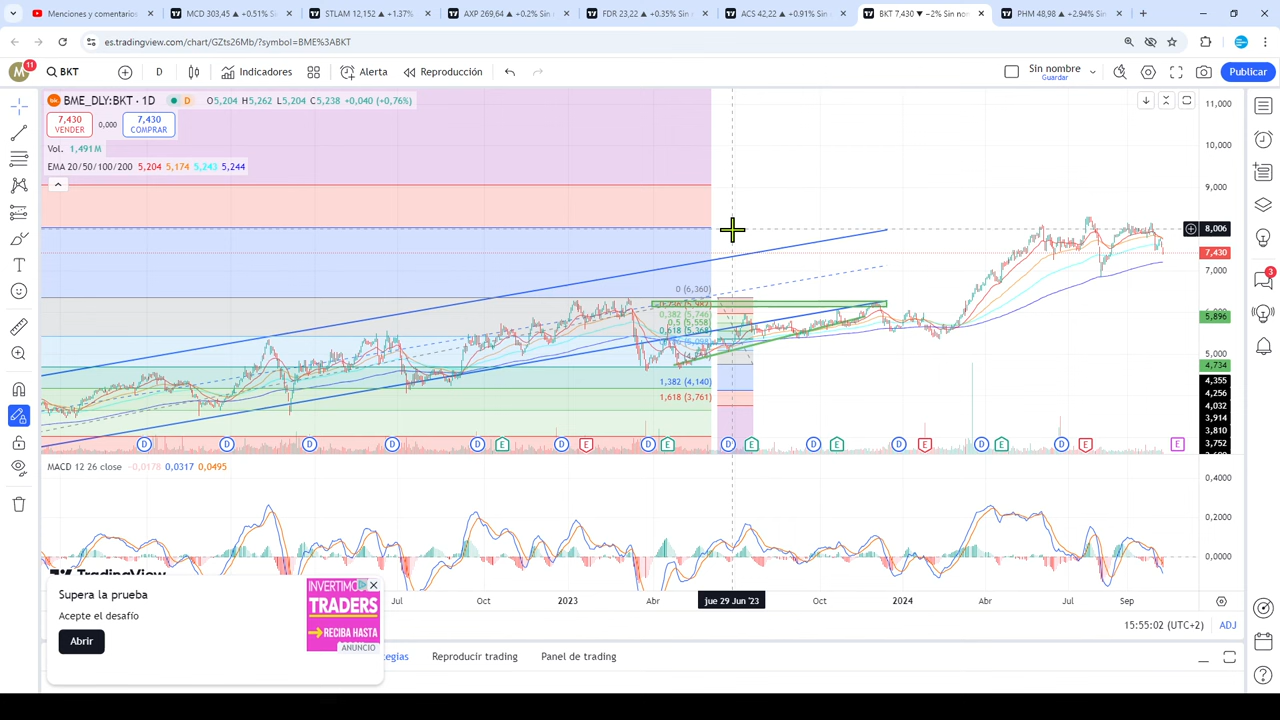 Menciones y comentarios
MCD 303,45 ▲ +0.51% S
STLAM 12,152 ▲ +1.37%
AXP 269,64 ▲ +0.2% Sin
FDR 23,22 ▲ +0.35% Sin
ACS 42,22 ▲ +0.91% Sin
BKT 7,430 ▼ −2% Sin nom
PHM 48,98 ▲ +2.94% Sin
es.tradingview.com/chart/GZts26Mb/?symbol=BME%3ABKT
M 11
BKT
D
Indicadores
Alerta
Reproducción
Sin nombre
Guardar
Publicar
BME_DLY:BKT · 1D
D
O5,204 H5,262 L5,204 C5,238 +0,040 (+0,76%)
7,430
VENDER
0,000
7,430
COMPRAR
Vol. 1,491M
EMA 20/50/100/200 5,204 5,174 5,243 5,244
0 (6,360)
0,382 (5,746)
0,5 (5,558)
0,618 (5,368)
1,382 (4,140)
1,618 (3,761)
11,000
10,000
9,000
8,006
7,430
7,000
5,896
5,000
4,734
4,355
4,256
4,032
3,914
3,810
3,752
3
D D D D D E D E D E D E D E D E D E D E E
MACD 12 26 close −0,0178 0,0317 0,0495
0,4000
0,2000
0,0000
TradingView
Jul
Oct
2023
Abr
jue 29 Jun '23
Oct
2024
Abr
Jul
Sep
Supera la prueba
Acepte el desafío
Abrir
INVERTIMO
TRADERS
RECIBA HASTA
ANUNCIO
15:55:02 (UTC+2)
ADJ
egias
Reproducir trading
Panel de trading